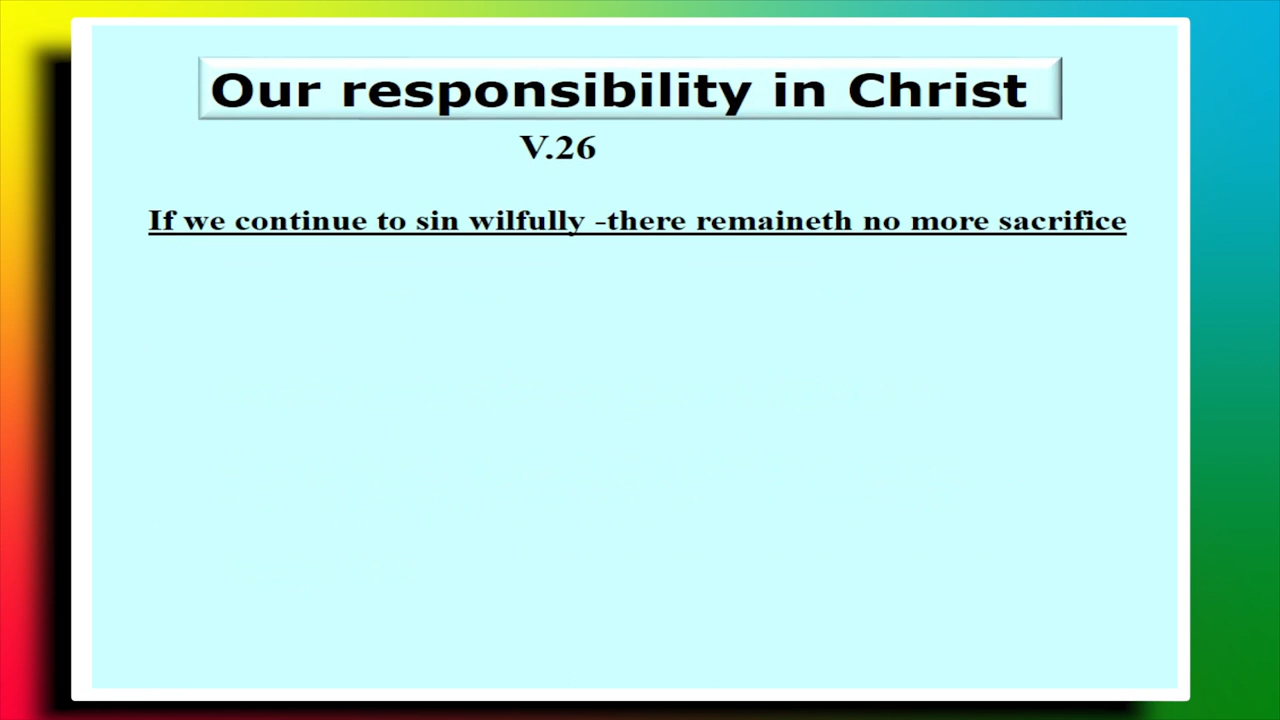 Our responsibility in Christ
V.26
If we continue to sin wilfully -there remaineth no more sacrifice